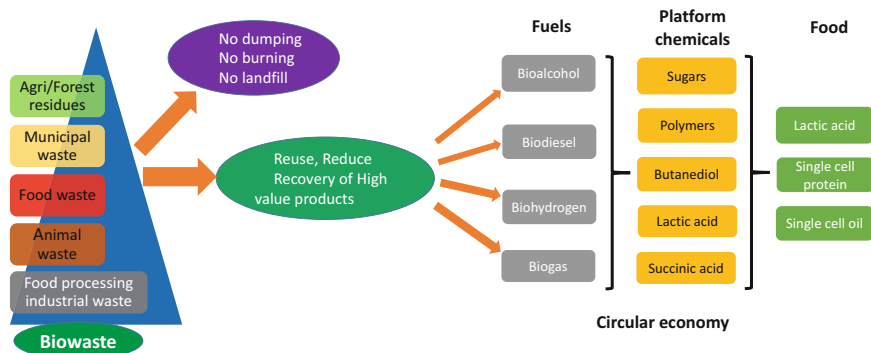 Agri/Forest
residues
Municipal
waste
Food waste
Animal
waste
Food processing
industrial waste
Biowaste
No dumping
No burning
No landfill
Reuse, Reduce
Recovery of High
value products
Fuels
Bioalcohol
Biodiesel
Biohydrogen
Biogas
Platform
chemicals
Sugars
Polymers
Butanediol
Lactic acid
Succinic acid
Food
Lactic acid
Single cell
protein
Single cell oil
Circular economy